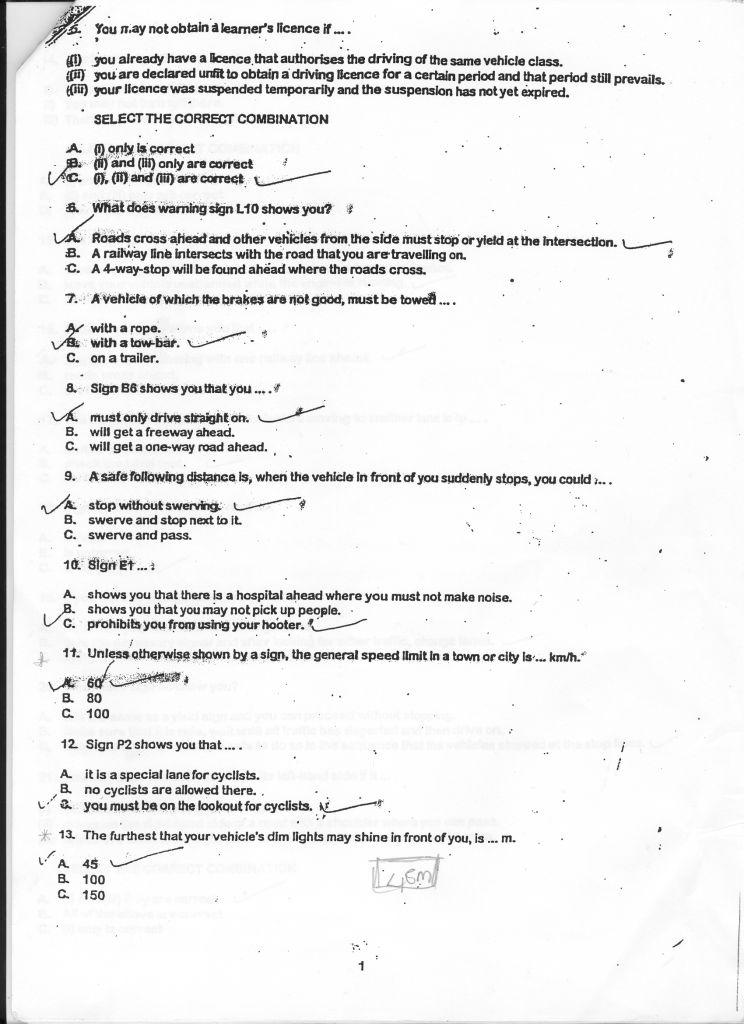 5. You may not obtain a learner's licence if ....
(i) you already have a licence that authorises the driving of the same vehicle class.
(ii) you are declared unfit to obtain a driving licence for a certain period and that period still prevails.
(iii) your licence was suspended temporarily and the suspension has not yet expired.
SELECT THE CORRECT COMBINATION
A. (i) only is correct
B. (ii) and (iii) only are correct
C. (i), (ii) and (iii) are correct
6. What does warning sign L10 shows you?
A. Roads cross ahead and other vehicles from the side must stop or yield at the intersection.
B. A railway line intersects with the road that you are travelling on.
C. A 4-way-stop will be found ahead where the roads cross.
7. A vehicle of which the brakes are not good, must be towed ....
A. with a rope.
B. with a tow-bar.
C. on a trailer.
8. Sign B6 shows you that you ....
A. must only drive straight on.
B. will get a freeway ahead.
C. will get a one-way road ahead.
9. A safe following distance is, when the vehicle in front of you suddenly stops, you could ....
A. stop without swerving.
B. swerve and stop next to it.
C. swerve and pass.
10. Sign E1 ...
A. shows you that there is a hospital ahead where you must not make noise.
B. shows you that you may not pick up people.
C. prohibits you from using your hooter.
11. Unless otherwise shown by a sign, the general speed limit in a town or city is ... km/h.
A. 60
B. 80
C. 100
12. Sign P2 shows you that ....
A. it is a special lane for cyclists.
B. no cyclists are allowed there.
3. you must be on the lookout for cyclists.
13. The furthest that your vehicle's dim lights may shine in front of you, is ... m.
A. 45
B. 100
C. 150
45m
1